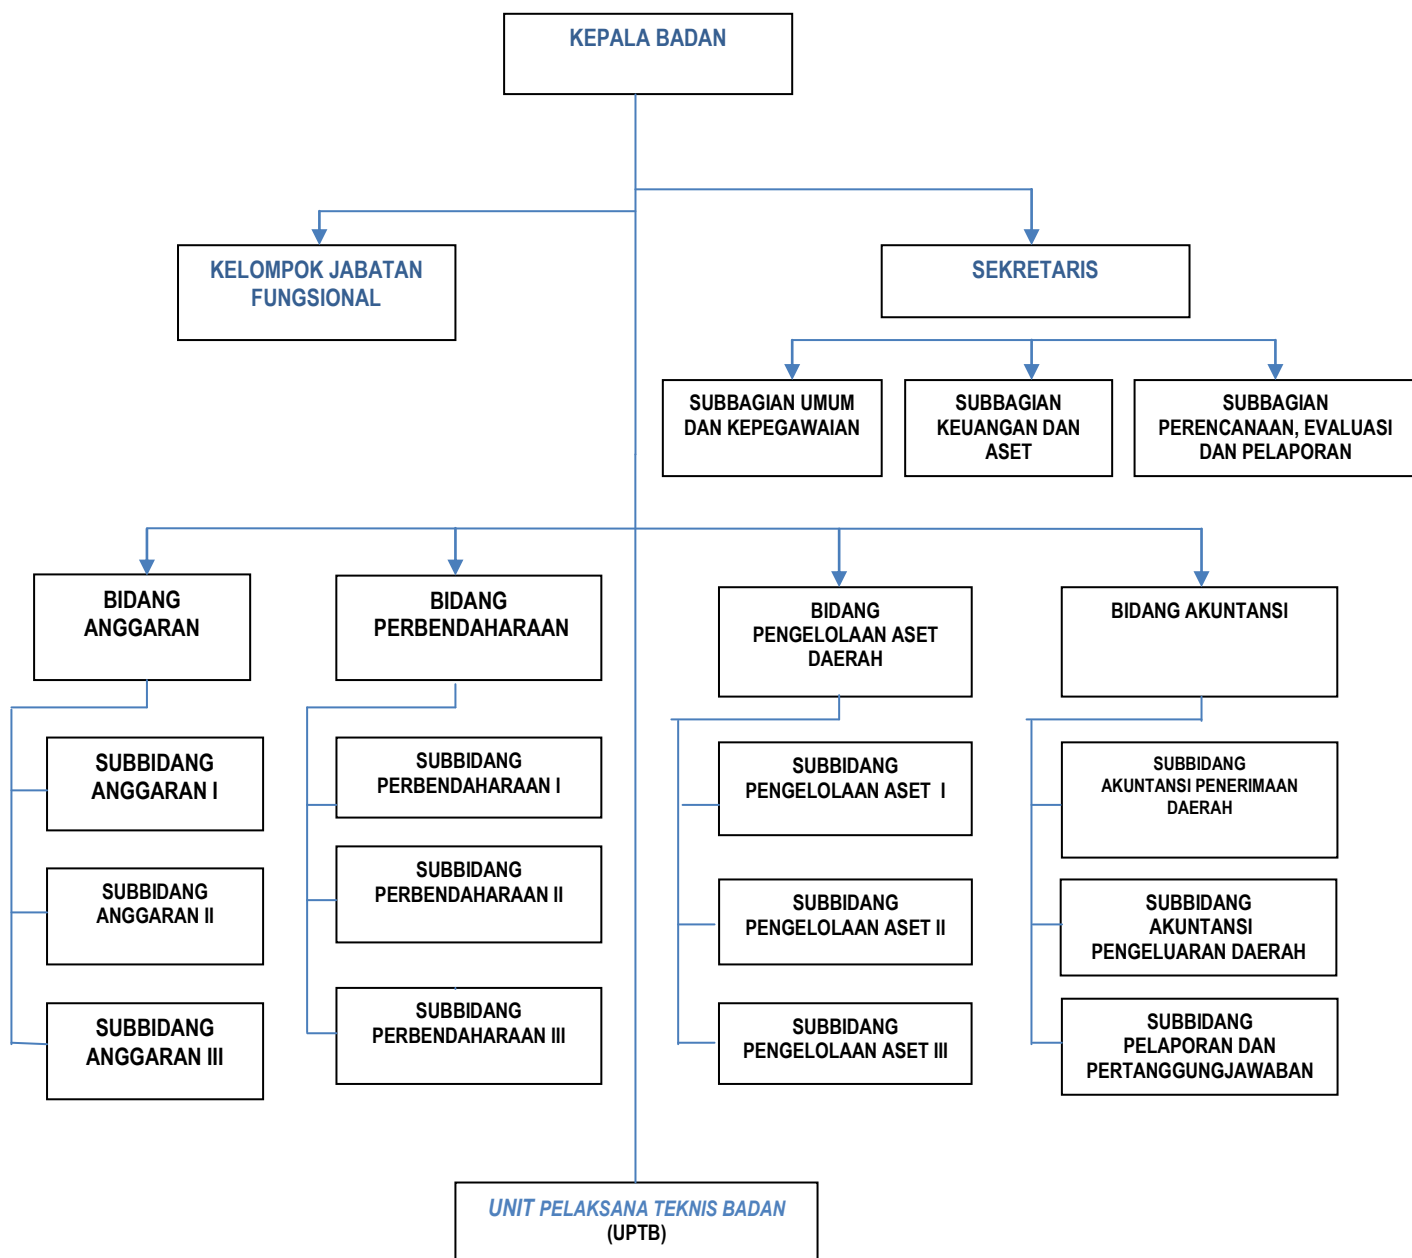 KEPALA BADAN
KELOMPOK JABATAN
FUNGSIONAL
SEKRETARIS
SUBBAGIAN UMUM
DAN KEPEGAWAIAN
SUBBAGIAN
KEUANGAN DAN
ASET
SUBBAGIAN
PERENCANAAN, EVALUASI
DAN PELAPORAN
BIDANG
ANGGARAN
BIDANG
PERBENDAHARAAN
BIDANG
PENGELOLAAN ASET
DAERAH
BIDANG AKUNTANSI
SUBBIDANG
ANGGARAN I
SUBBIDANG
PERBENDAHARAAN I
SUBBIDANG
PENGELOLAAN ASET I
SUBBIDANG
AKUNTANSI PENERIMAAN
DAERAH
SUBBIDANG
ANGGARAN II
SUBBIDANG
PERBENDAHARAAN II
SUBBIDANG
PENGELOLAAN ASET II
SUBBIDANG
AKUNTANSI
PENGELUARAN DAERAH
SUBBIDANG
ANGGARAN III
SUBBIDANG
PERBENDAHARAAN III
SUBBIDANG
PENGELOLAAN ASET III
SUBBIDANG
PELAPORAN DAN
PERTANGGUNGJAWABAN
UNIT PELAKSANA TEKNIS BADAN
(UPTB)